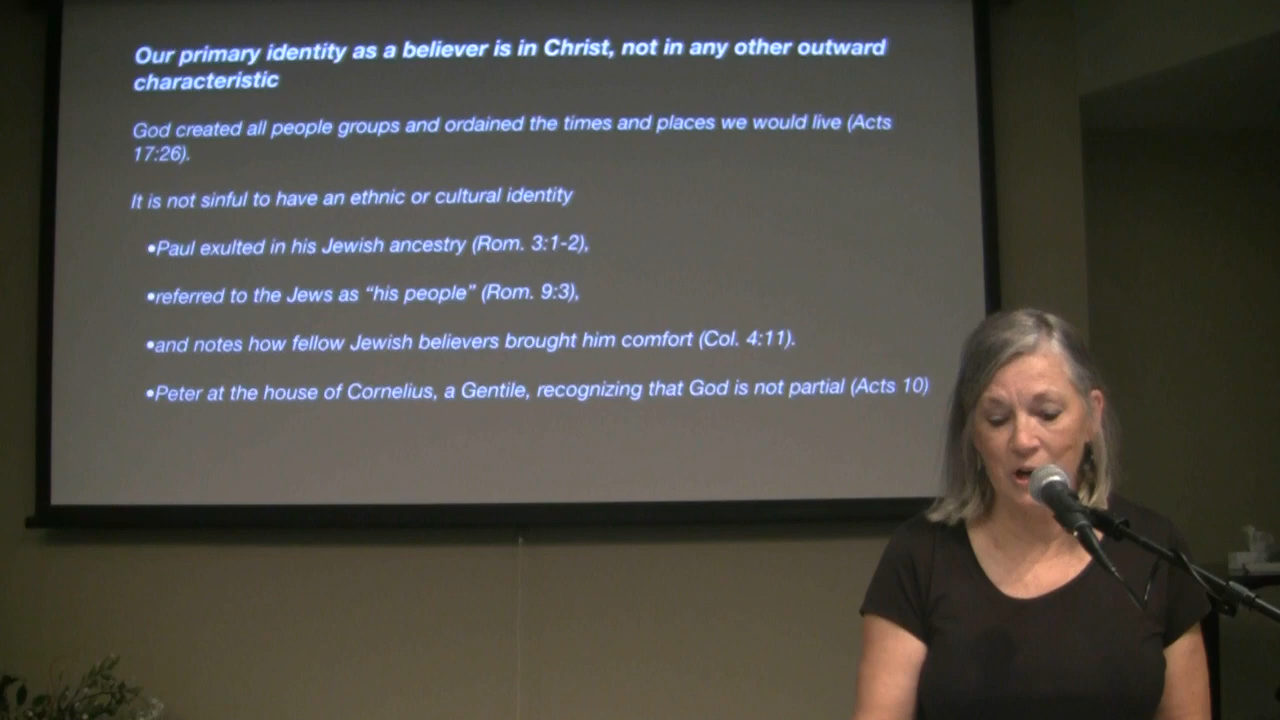 Our primary identity as a believer is in Christ, not in any other outward
characteristic
God created all people groups and ordained the times and places we would live (Acts
17:26).
It is not sinful to have an ethnic or cultural identity
•Paul exulted in his Jewish ancestry (Rom. 3:1-2),
•referred to the Jews as “his people” (Rom. 9:3),
•and notes how fellow Jewish believers brought him comfort (Col. 4:11).
•Peter at the house of Cornelius, a Gentile, recognizing that God is not partial (Acts 10)